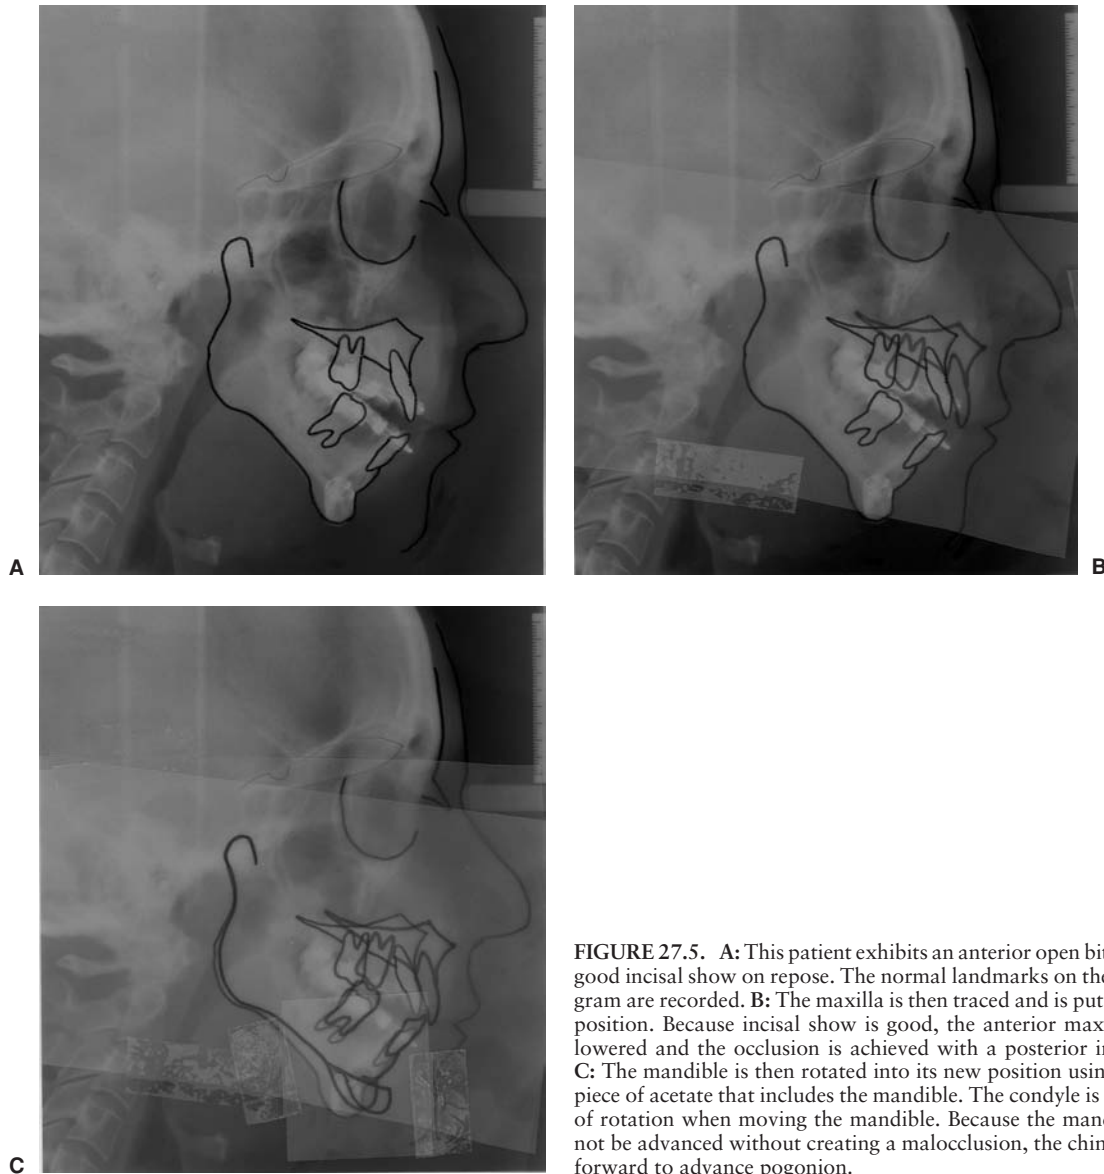 A
B
C
FIGURE 27.5. A: This patient exhibits an anterior open bit
good incisal show on repose. The normal landmarks on the
gram are recorded. B: The maxilla is then traced and is put
position. Because incisal show is good, the anterior max
lowered and the occlusion is achieved with a posterior i
C: The mandible is then rotated into its new position usin
piece of acetate that includes the mandible. The condyle is
of rotation when moving the mandible. Because the mand
not be advanced without creating a malocclusion, the chin
forward to advance pogonion.